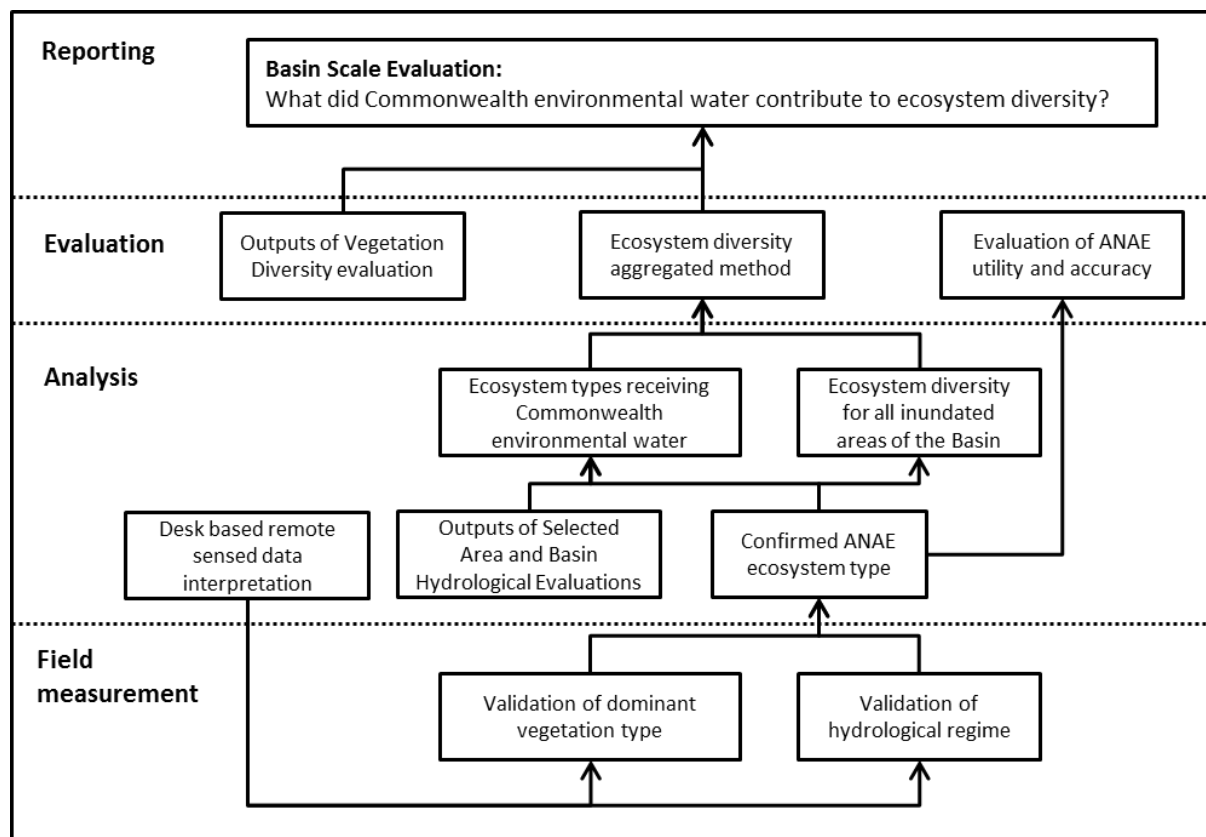 Reporting
Basin Scale Evaluation:
What did Commonwealth environmental water contribute to ecosystem diversity?
Evaluation
Outputs of Vegetation
Diversity evaluation
Ecosystem diversity
aggregated method
Evaluation of ANAE
utility and accuracy
Analysis
Ecosystem types receiving
Commonwealth
environmental water
Ecosystem diversity
for all inundated
areas of the Basin
Desk based remote
sensed data
interpretation
Outputs of Selected
Area and Basin
Hydrological Evaluations
Confirmed ANAE
ecosystem type
Field
measurement
Validation of dominant
vegetation type
Validation of
hydrological regime